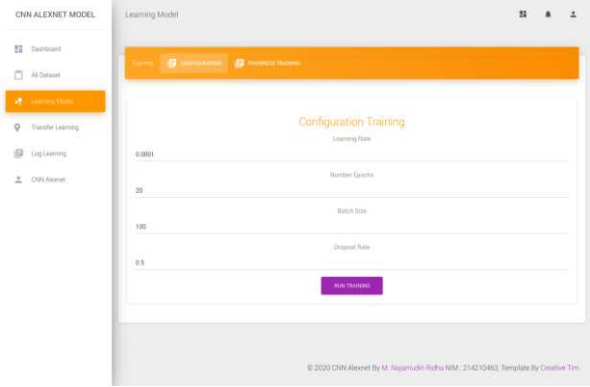 CNN ALEXNET MODEL
Learning Model
Dashboard
All Dataset
Learning Model
Transfer Learning
Log Learning
CNN Alexnet
Training
CONFIGURATION
PROGRESS TRAINING
Configuration Training
Learning Rate
0.0001
Number Epochs
20
Batch Size
100
Dropout Rate
0.5
RUN TRAINING
© 2020 CNN Alexnet By M. Najamudin Ridha NIM : 214210463, Template By Creative Tim